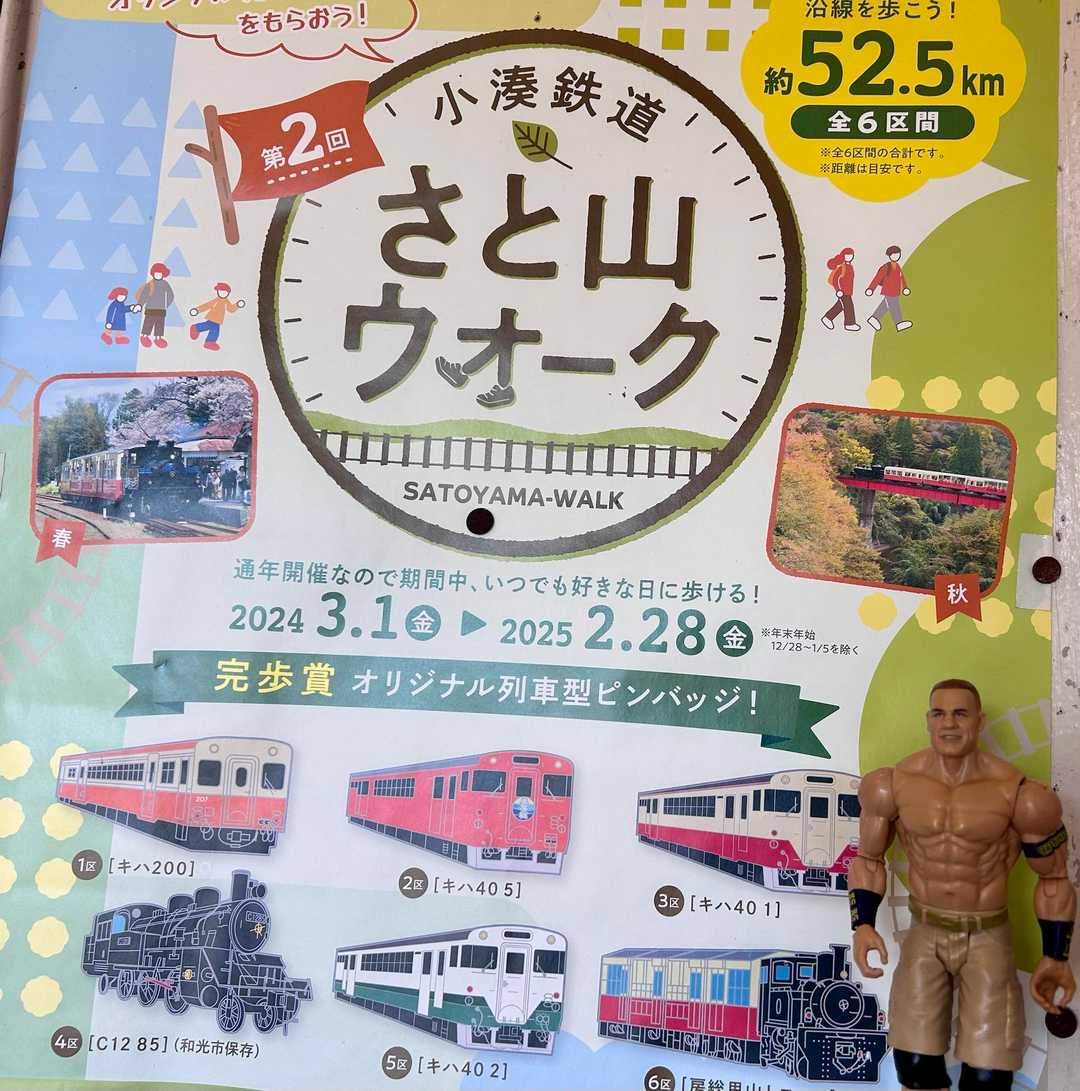 をもらおう!
沿線を歩こう!
約52.5km
全6区間
※全6区間の合計です。
※距離は目安です。
小湊鉄道
第2回
さと山
ウオーク
SATOYAMA-WALK
春
秋
通年開催なので期間中、いつでも好きな日に歩ける!
2024 3.1金▶2025 2.28金
※年末年始
12/28~1/5を除く
完歩賞 オリジナル列車型ピンバッジ!
207
1区[キハ200]
2区[キハ40 5]
3区[キハ40 1]
4区[C12 85](和光市保存)
5区[キハ40 2]
6区